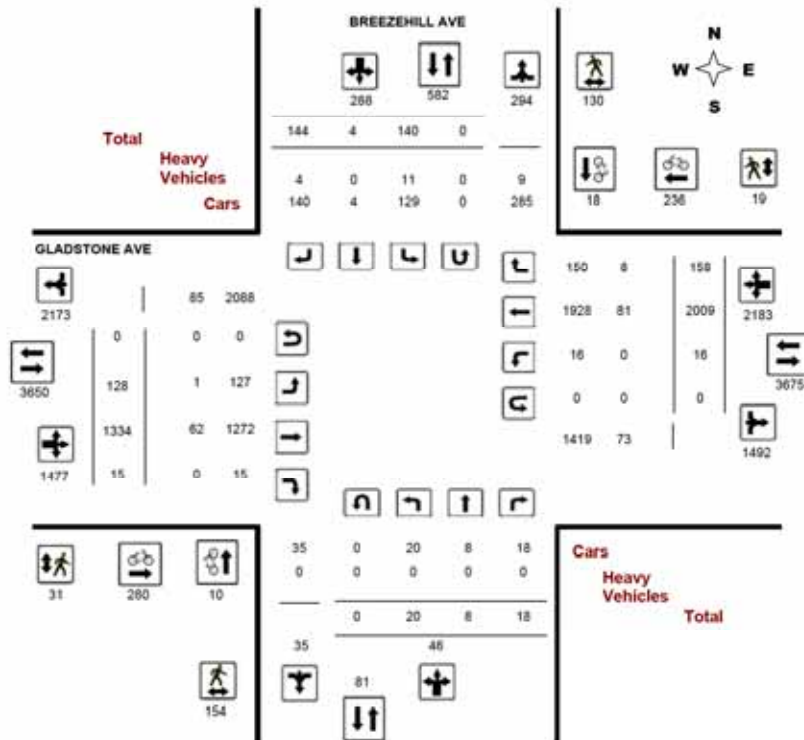 BREEZEHILL AVE
N
W E
S
288 582 294 130
Total 144 4 140 0
Heavy
Vehicles 4 0 11 0 9
Cars 140 4 129 0 285
18 236 19
GLADSTONE AVE
2173 85 2088
0 0 0
3650 128 1 127
1334 62 1272
1477 15 0 15
150 8 158
1928 81 2009 2183
16 0 16 3675
0 0 0
1419 73 1492
31 280 10
154
35 0 20 8 18
0 0 0 0 0
0 20 8 18
35 46
81
Cars
Heavy
Vehicles
Total